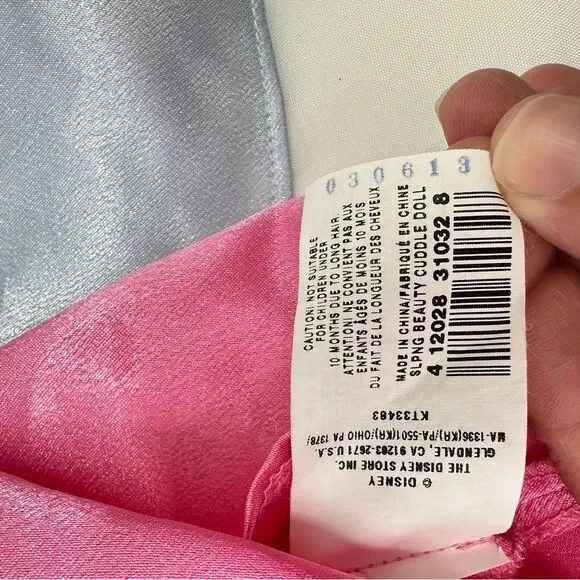 030613
CAUTION! NOT SUITABLE
FOR CHILDREN UNDER
10 MONTHS DUE TO LONG HAIR
ATTENTION! NE CONVIENT PAS AUX
ENFANTS ÂGÉS DE MOINS 10 MOIS
DU FAIT DE LA LONGUEUR DES CHEVEUX
MADE IN CHINA/FABRIQUÉ EN CHINE
SLPNG BEAUTY CUDDLE DOLL
4 12028 31032 8
© DISNEY
THE DISNEY STORE INC.
GLENDALE, CA 91203-2671 U.S.A.
MA-1336(KR)/PA-5501(KR)/OHIO PA 1378/
KT33483